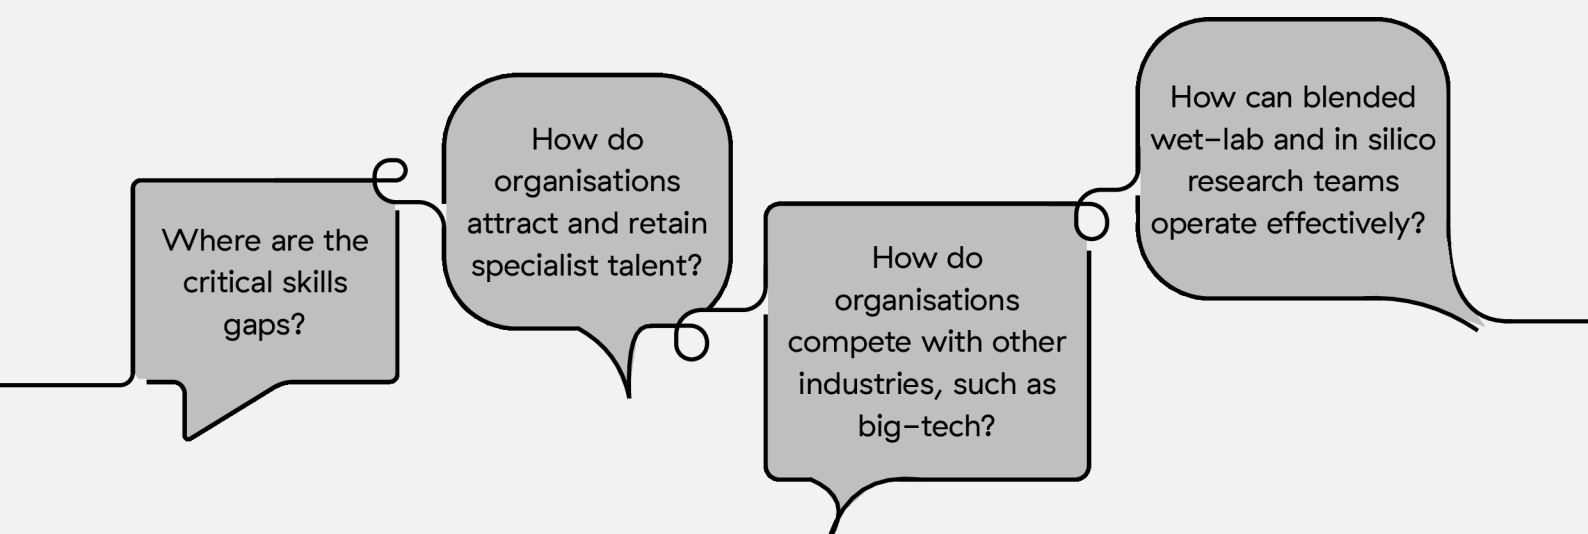 Where are the
critical skills
gaps?
How do
organisations
attract and retain
specialist talent?
How do
organisations
compete with other
industries, such as
big-tech?
How can blended
wet-lab and in silico
research teams
operate effectively?